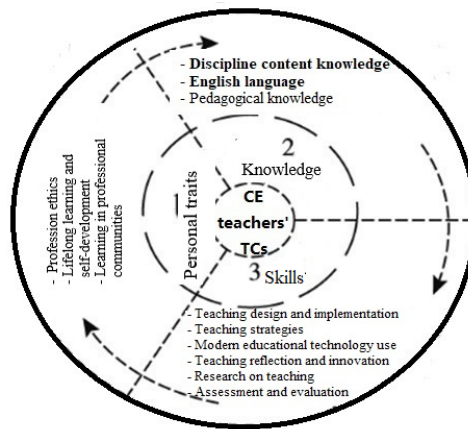 - Discipline content knowledge
- English language
- Pedagogical knowledge
2
Knowledge
CE
teachers'
TCs
1
Personal traits
- Profession ethics
- Lifelong learning and
self-development
- Learning in professional
communities
3 Skills
- Teaching design and implementation
- Teaching strategies
- Modern educational technology use
- Teaching reflection and innovation
- Research on teaching
- Assessment and evaluation